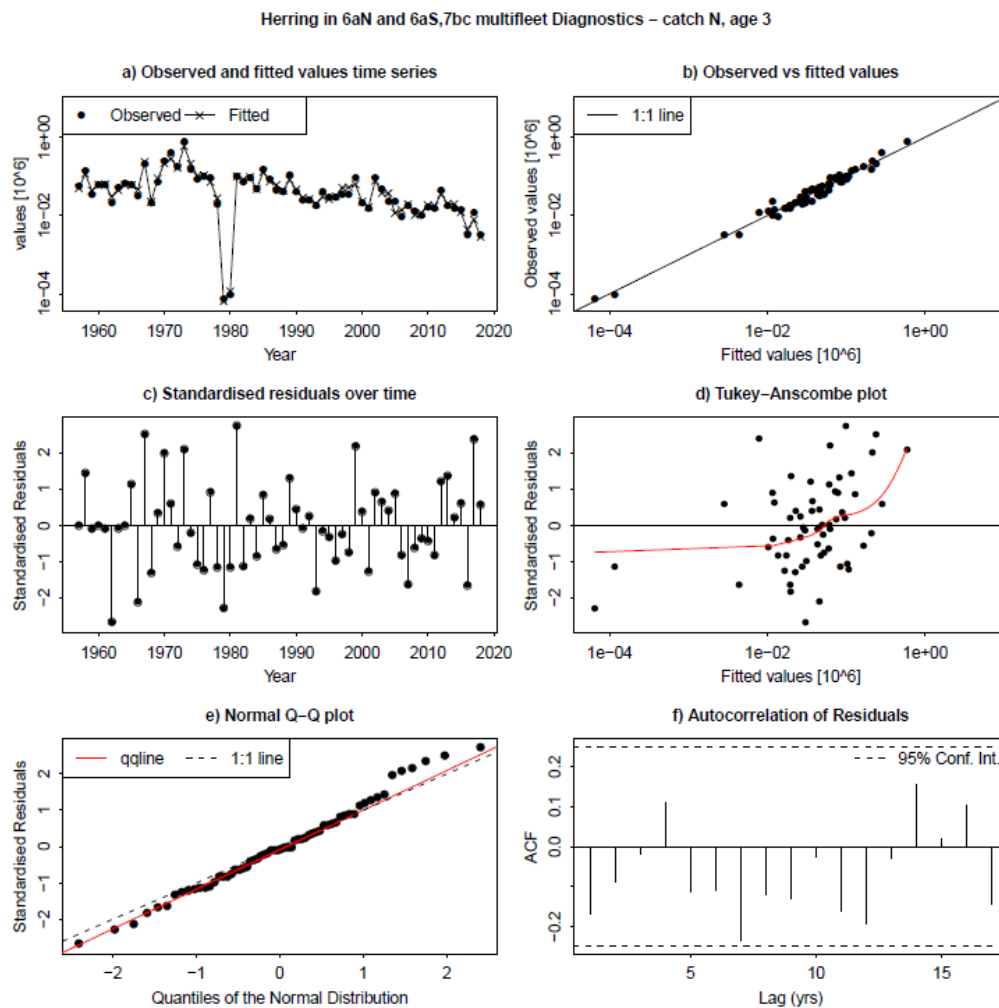 Herring in 6aN and 6aS,7bc multifleet Diagnostics – catch N, age 3
a) Observed and fitted values time series
Observed
Fitted
values [10^6]
1e+00
1e−02
1e−04
1960 1970 1980 1990 2000 2010 2020
Year
b) Observed vs fitted values
1:1 line
Observed values [10^6]
1e+00
1e−02
1e−04
1e−04 1e−02 1e+00
Fitted values [10^6]
c) Standardised residuals over time
Standardised Residuals
2
1
0
−1
−2
1960 1970 1980 1990 2000 2010 2020
Year
d) Tukey−Anscombe plot
Standardised Residuals
2
1
0
−1
−2
1e−04 1e−02 1e+00
Fitted values [10^6]
e) Normal Q−Q plot
qqline
1:1 line
Standardised Residuals
2
1
0
−1
−2
−2 −1 0 1 2
Quantiles of the Normal Distribution
f) Autocorrelation of Residuals
95% Conf. Int.
ACF
0.2
0.1
0.0
−0.2
5 10 15
Lag (yrs)